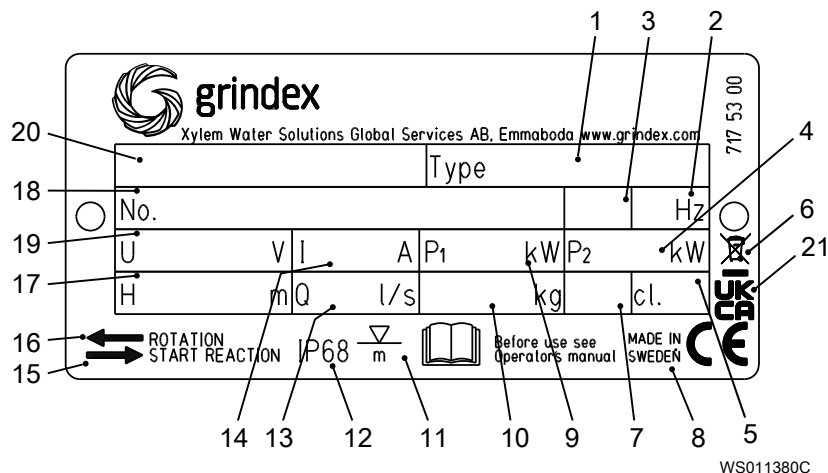 1 3 2
grindex
717 53 00
Xylem Water Solutions Global Services AB, Emmaboda www.grindex.com
20 Type 4
18 No. Hz 6
19 U V I A P1 kW P2 kW 21
17 H m Q l/s kg cl. UK CA
16 ROTATION
15 START REACTION IP68 m Before use see
Operator's manual MADE IN
SWEDEN CE
14 13 12 11 10 9 7 8 5
WS011380C